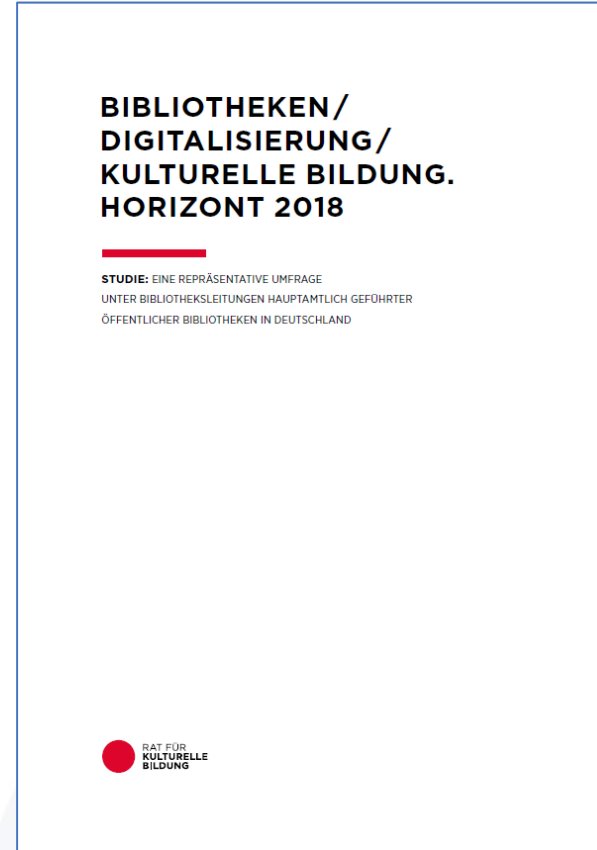 BIBLIOTHEKEN/
DIGITALISIERUNG/
KULTURELLE BILDUNG.
HORIZONT 2018
STUDIE: EINE REPRÄSENTATIVE UMFRAGE
UNTER BIBLIOTHEKSLEITUNGEN HAUPTAMTLICH GEFÜHRTER
ÖFFENTLICHER BIBLIOTHEKEN IN DEUTSCHLAND
RAT FÜR
KULTURELLE
BILDUNG